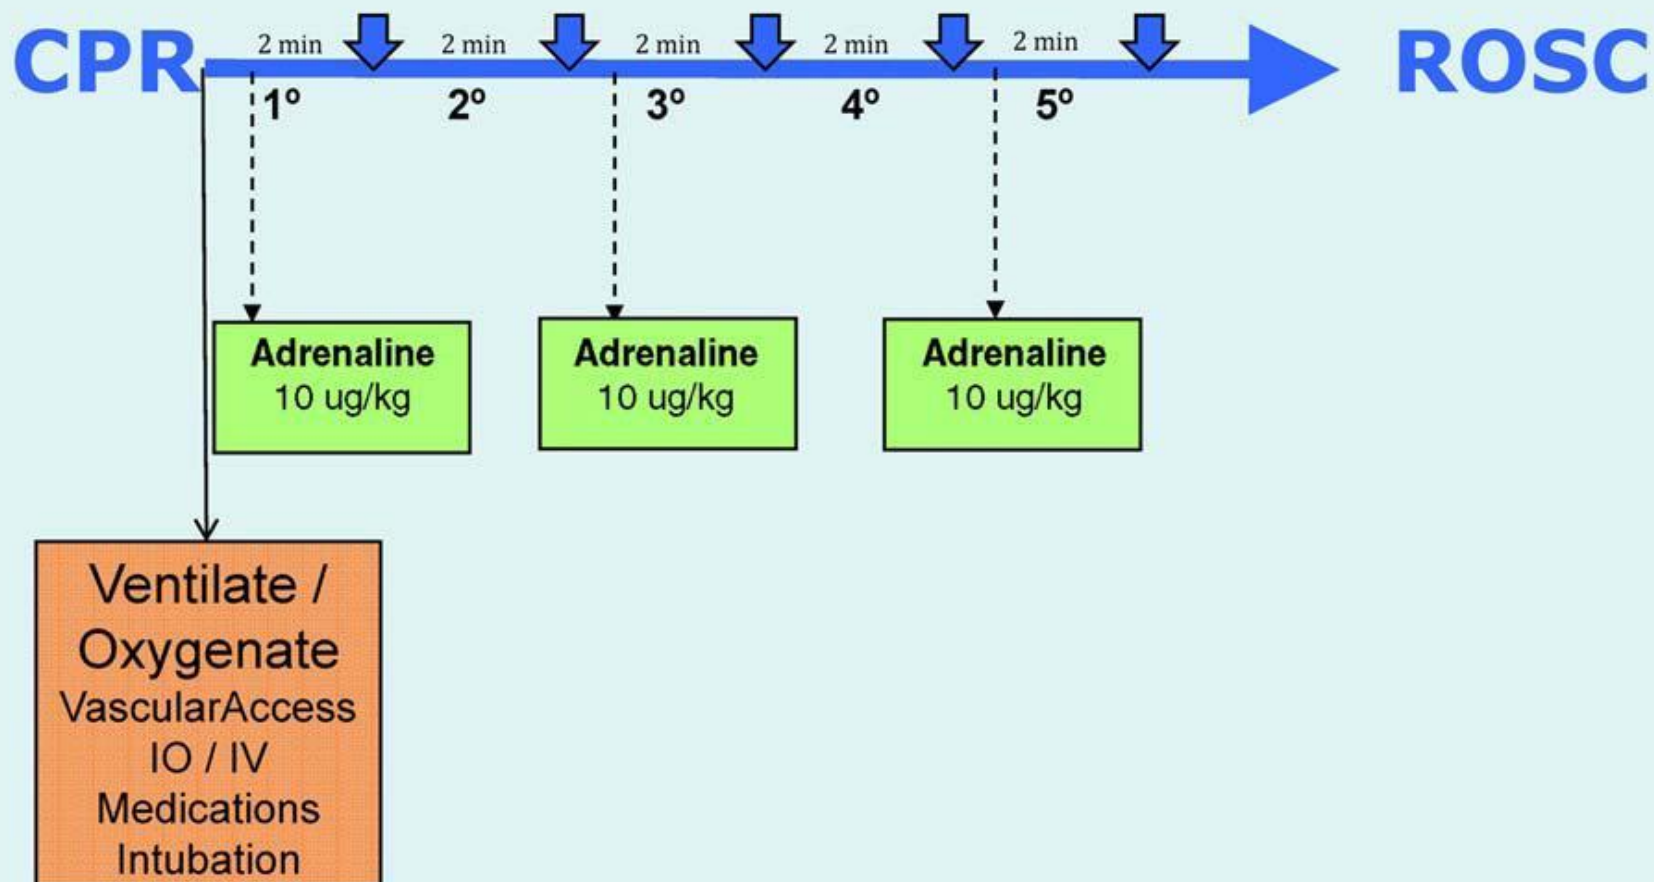 CPR 2 min 2 min 2 min 2 min 2 min ROSC
1º 2º 3º 4º 5º
Adrenaline
10 ug/kg
Adrenaline
10 ug/kg
Adrenaline
10 ug/kg
Ventilate /
Oxygenate
VascularAccess
IO / IV
Medications
Intubation